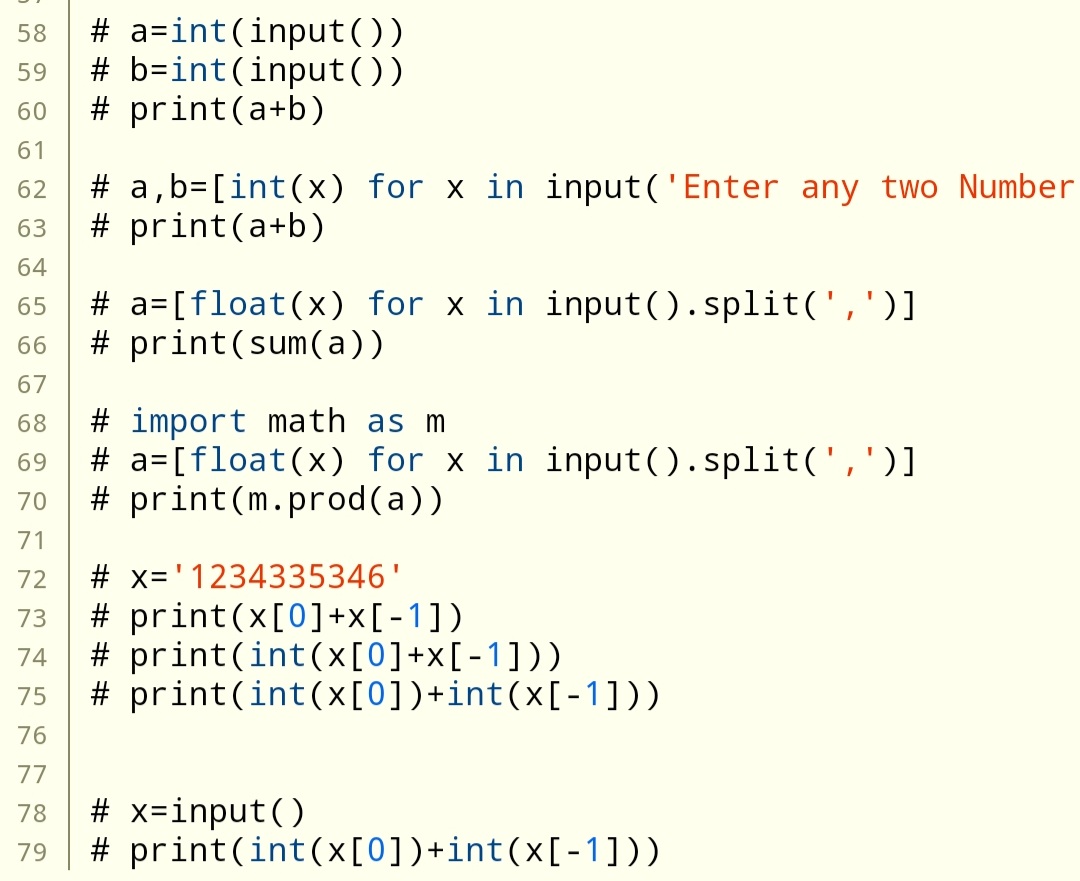 58 # a=int(input())
59 # b=int(input())
60 # print(a+b)
61
62 # a,b=[int(x) for x in input('Enter any two Number
63 # print(a+b)
64
65 # a=[float(x) for x in input().split(',')]
66 # print(sum(a))
67
68 # import math as m
69 # a=[float(x) for x in input().split(',')]
70 # print(m.prod(a))
71
72 # x='1234335346'
73 # print(x[0]+x[-1])
74 # print(int(x[0]+x[-1]))
75 # print(int(x[0])+int(x[-1]))
76
77
78 # x=input()
79 # print(int(x[0])+int(x[-1]))